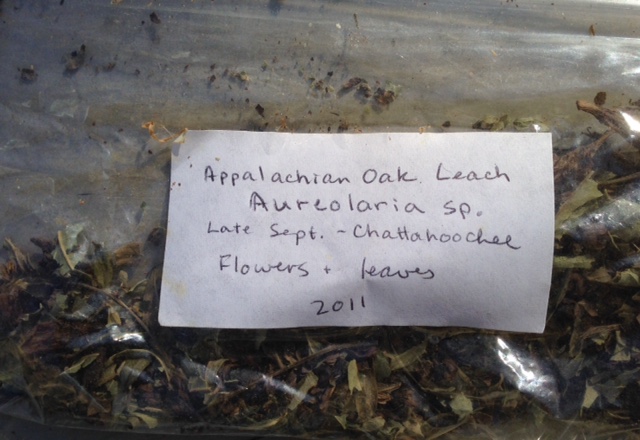 Appalachian Oak Leach
Aureolaria sp.
Late Sept. - Chattahoochee
Flowers + leaves
2011